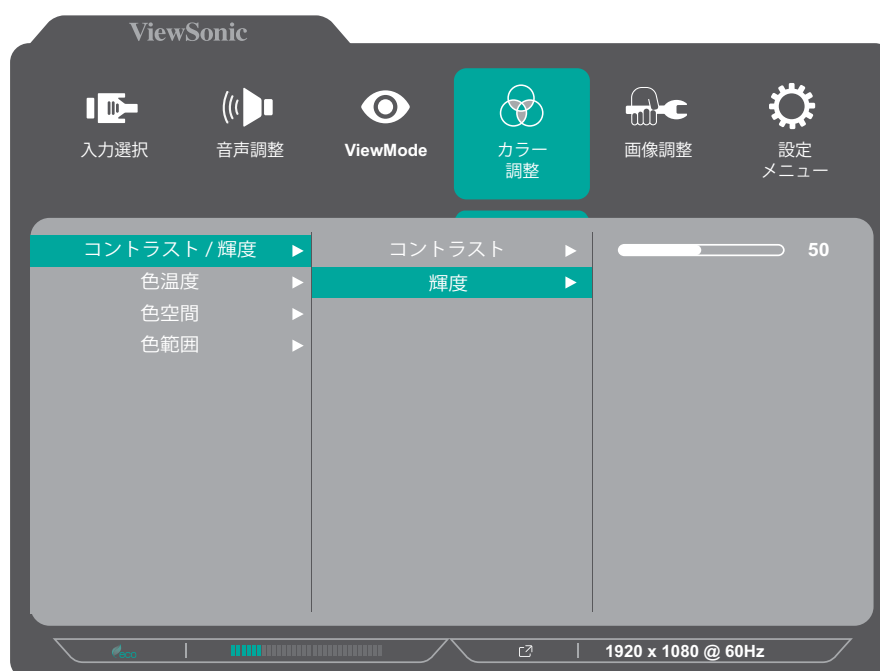 ViewSonic
入力選択
音声調整
ViewMode
カラー
調整
画像調整
設定
メニュー
コントラスト / 輝度
色温度
色空間
色範囲
コントラスト
輝度
50
eco
1920 x 1080 @ 60Hz